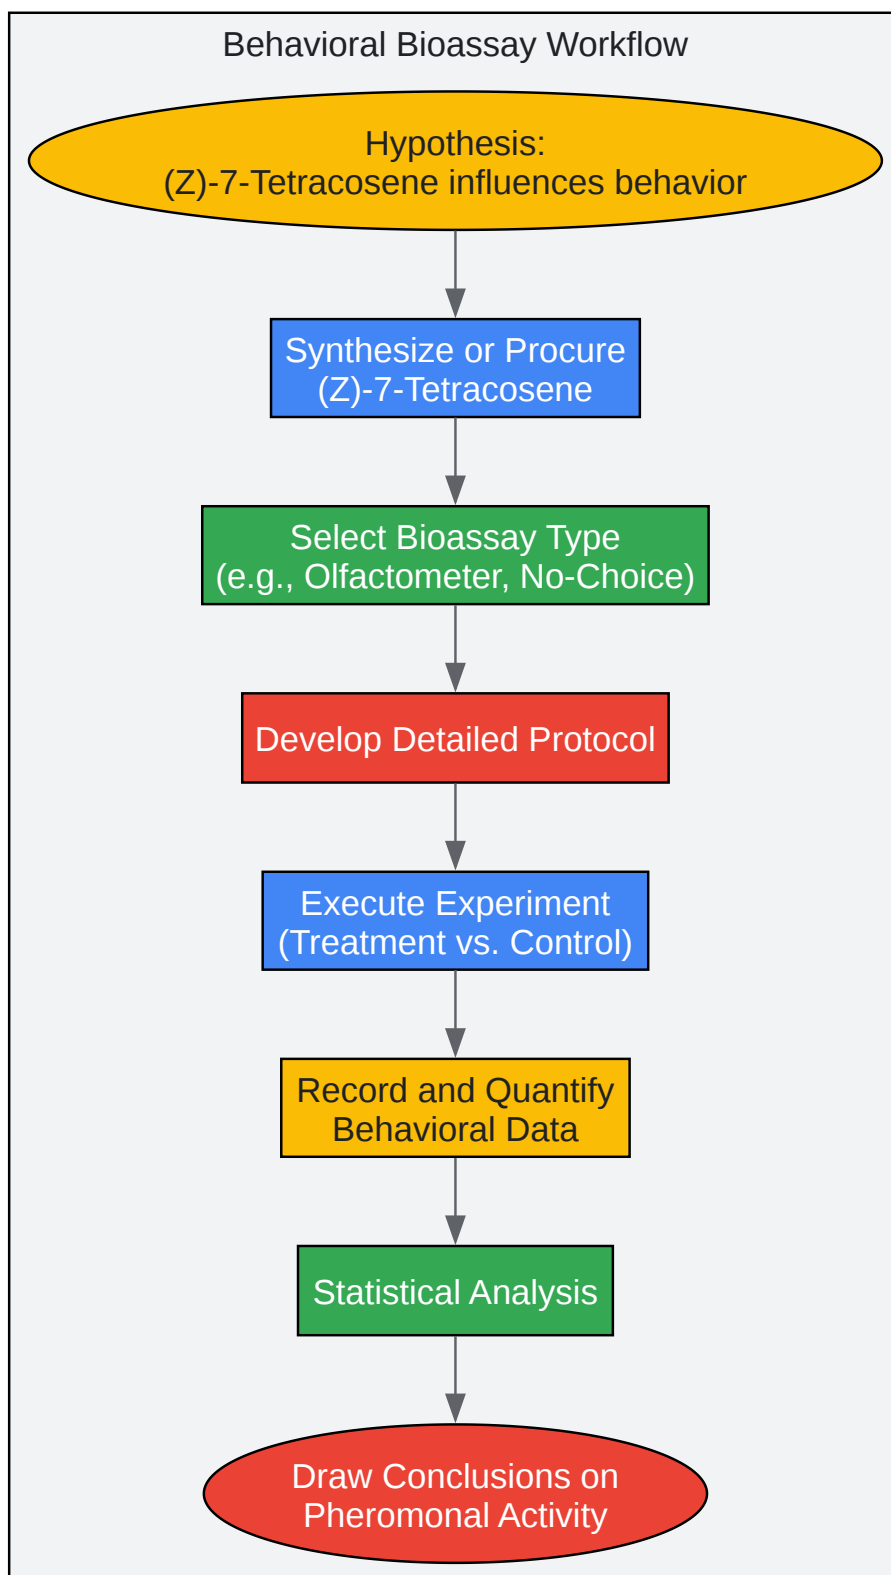 Behavioral Bioassay Workflow
Hypothesis:
(Z)-7-Tetracosene influences behavior
Synthesize or Procure
(Z)-7-Tetracosene
Select Bioassay Type
(e.g., Olfactometer, No-Choice)
Develop Detailed Protocol
Execute Experiment
(Treatment vs. Control)
Record and Quantify
Behavioral Data
Statistical Analysis
Draw Conclusions on
Pheromonal Activity